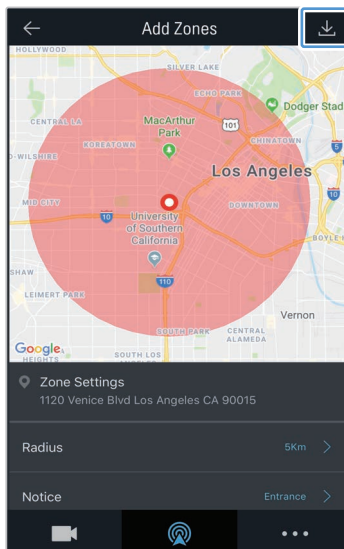 Add Zones
HOLLYWOOD
SILVER LAKE
ECHO PARK
Dodger Stad
CENTRAL LA
MacArthur
Park
101
CHINATOWN
5
KOREATOWN
O-WILSHIRE
Los Angeles
10
MID CITY
DOWNTOWN
10
University
of Southern
California
BOYLE H
SHAW
110
LEIMERT PARK
Vernon
SOUTH PARK
CENTRAL
ALAMEDA
Google
HEIGHTS
SOUTH LOS
Zone Settings
1120 Venice Blvd Los Angeles CA 90015
Radius
5Km
Notice
Entrance